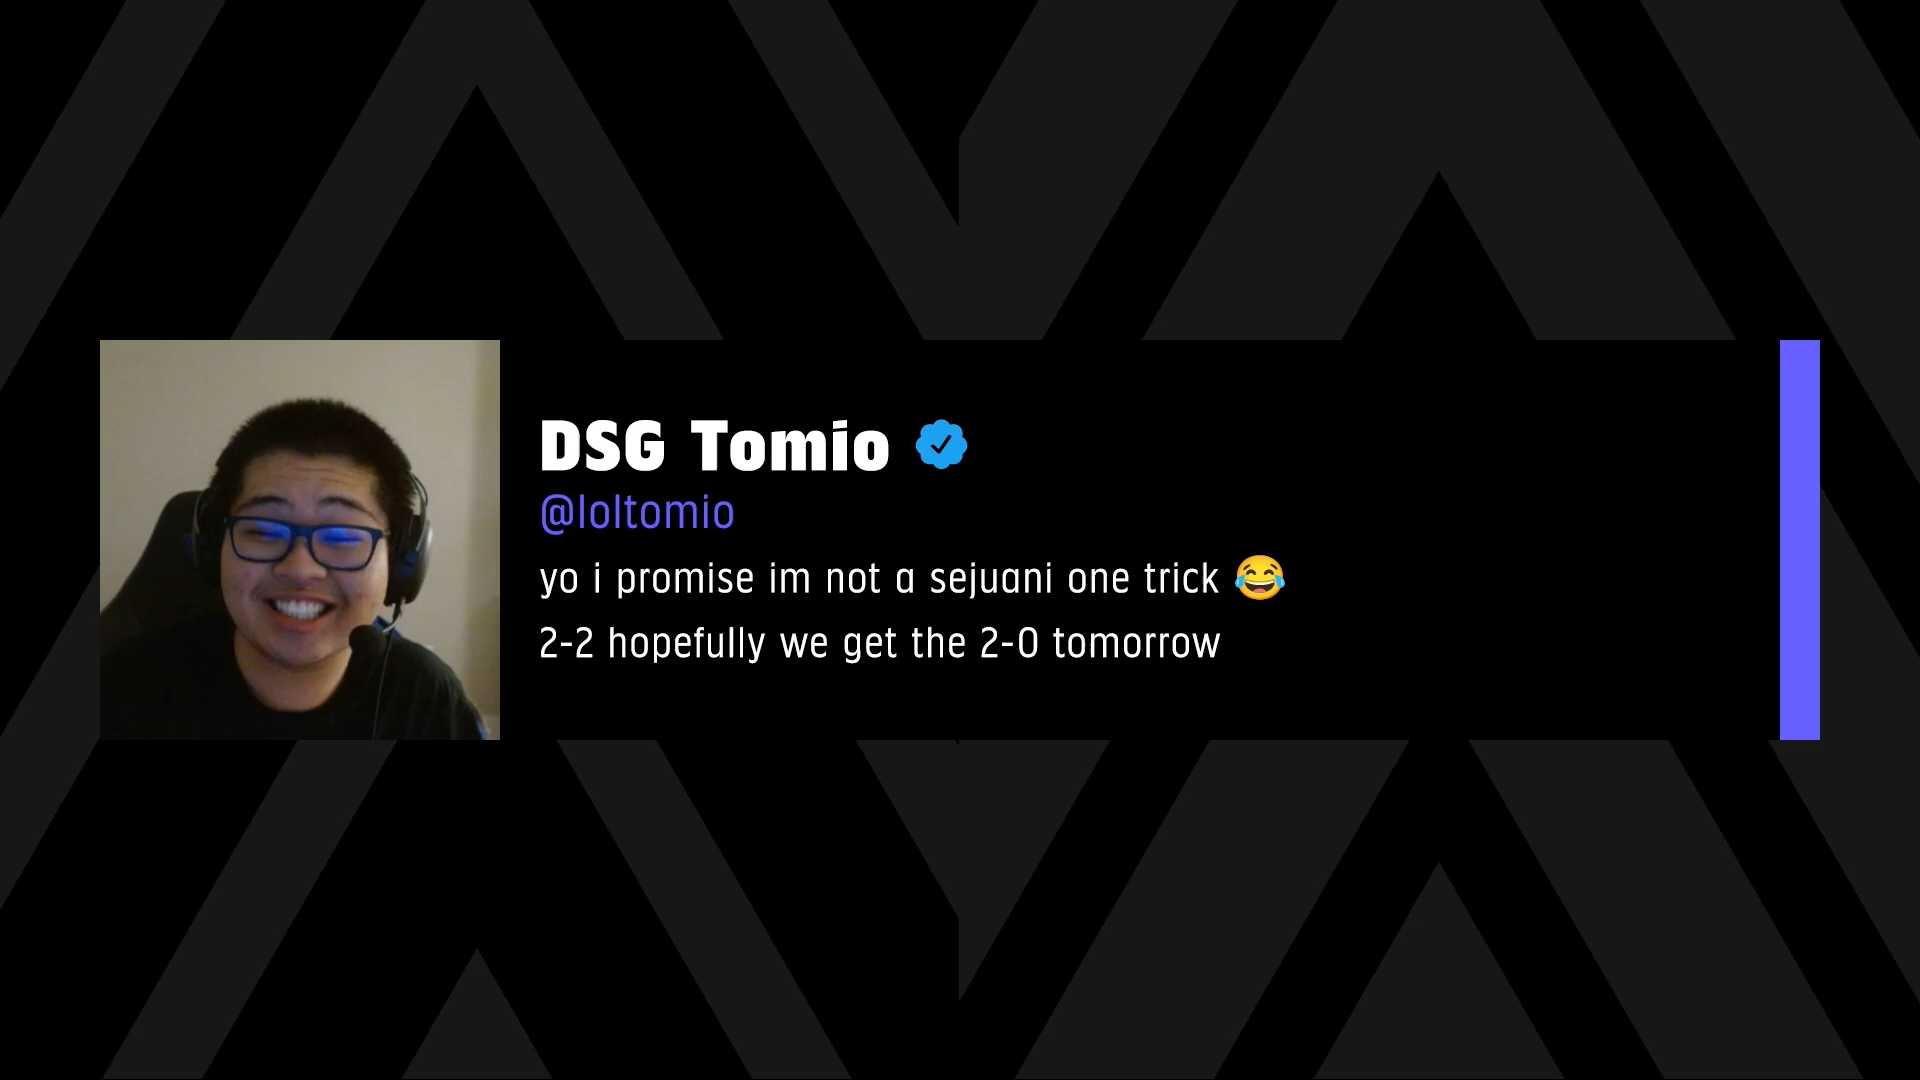 DSG Tomio
@loltomio
yo i promise im not a sejuani one trick 😂
2-2 hopefully we get the 2-0 tomorrow